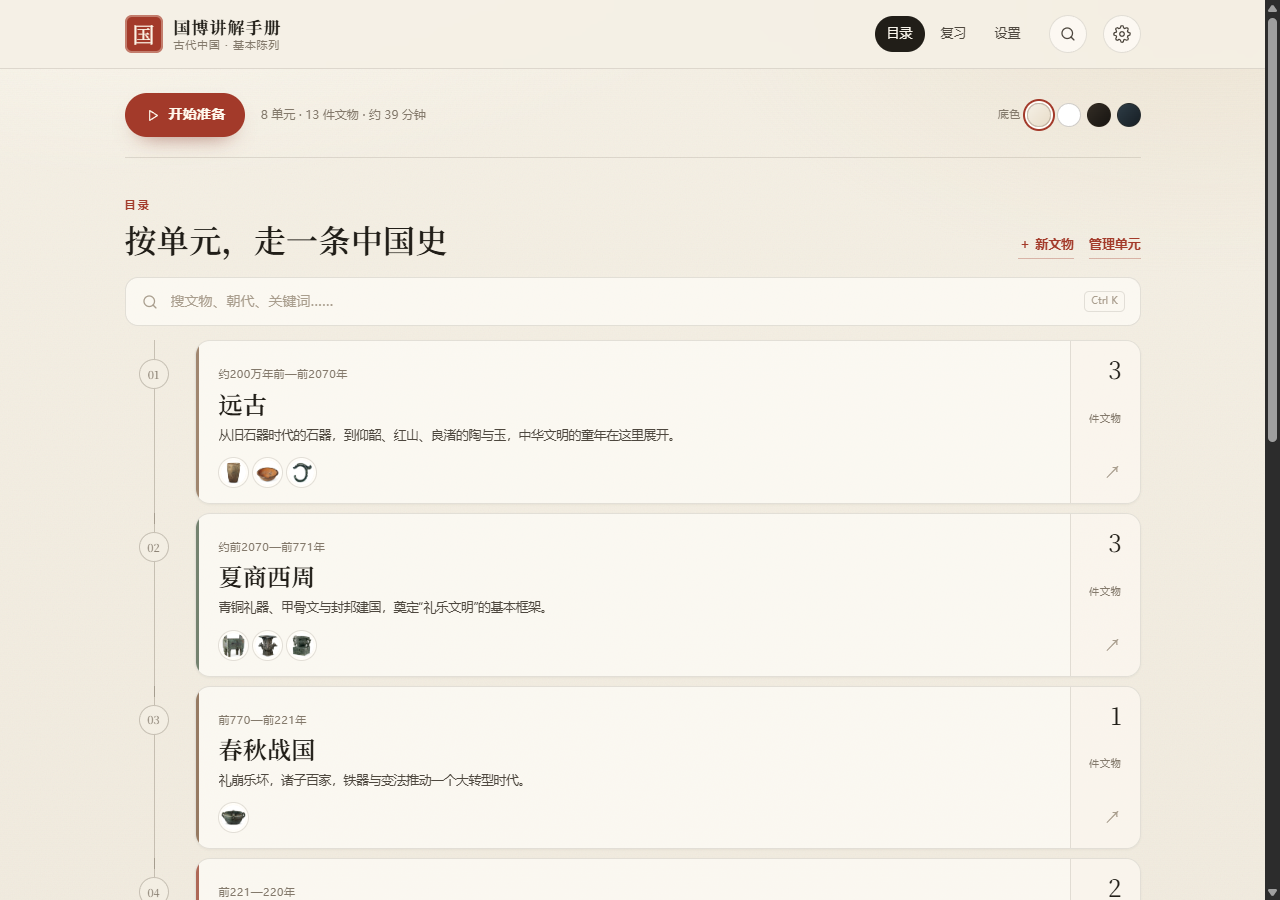 国
国博讲解手册
古代中国 · 基本陈列
目录
复习
设置
开始准备
8 单元 · 13 件文物 · 约 39 分钟
底色
目录
按单元，走一条中国史
+ 新文物
管理单元
搜文物、朝代、关键词……
Ctrl K
01
约200万年前—前2070年
远古
从旧石器时代的石器，到仰韶、红山、良渚的陶与玉，中华文明的童年在这里展开。
3
件文物
02
约前2070—前771年
夏商西周
青铜礼器、甲骨文与封邦建国，奠定“礼乐文明”的基本框架。
3
件文物
03
前770—前221年
春秋战国
礼崩乐坏，诸子百家，铁器与变法推动一个大转型时代。
1
件文物
04
前221—220年
2